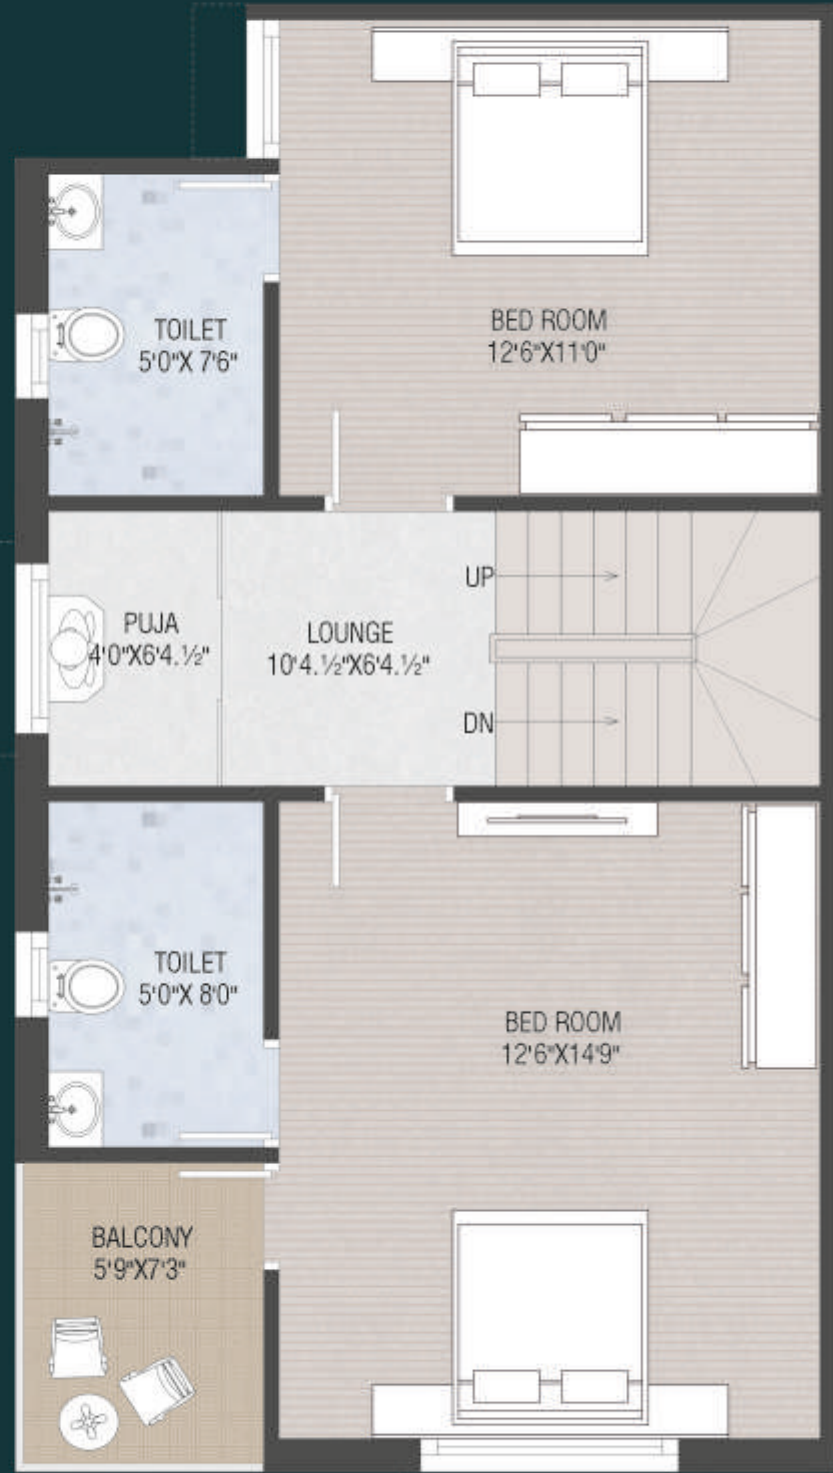 TOILET
5'0"X 7'6"
BED ROOM
12'6"X11'0"
UP
PUJA
4'0"X6'4.½"
LOUNGE
10'4.½"X6'4.½"
DN
TOILET
5'0"X 8'0"
BED ROOM
12'6"X14'9"
BALCONY
5'9"X7'3"